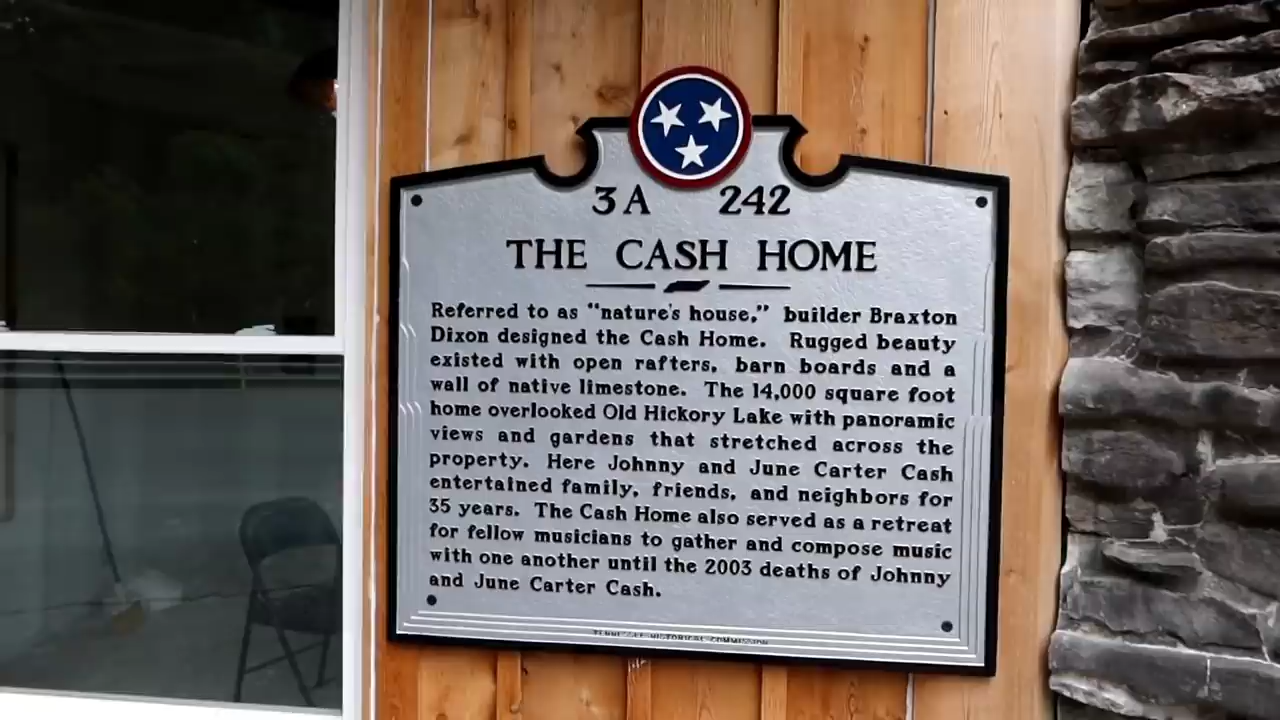 3A 242
THE CASH HOME
Referred to as "nature's house," builder Braxton
Dixon designed the Cash Home. Rugged beauty
existed with open rafters, barn boards and a
wall of native limestone. The 14,000 square foot
home overlooked Old Hickory Lake with panoramic
views and gardens that stretched across the
property. Here Johnny and June Carter Cash
entertained family, friends, and neighbors for
35 years. The Cash Home also served as a retreat
for fellow musicians to gather and compose music
with one another until the 2003 deaths of Johnny
and June Carter Cash.
TENNESSEE HISTORICAL COMMISSION